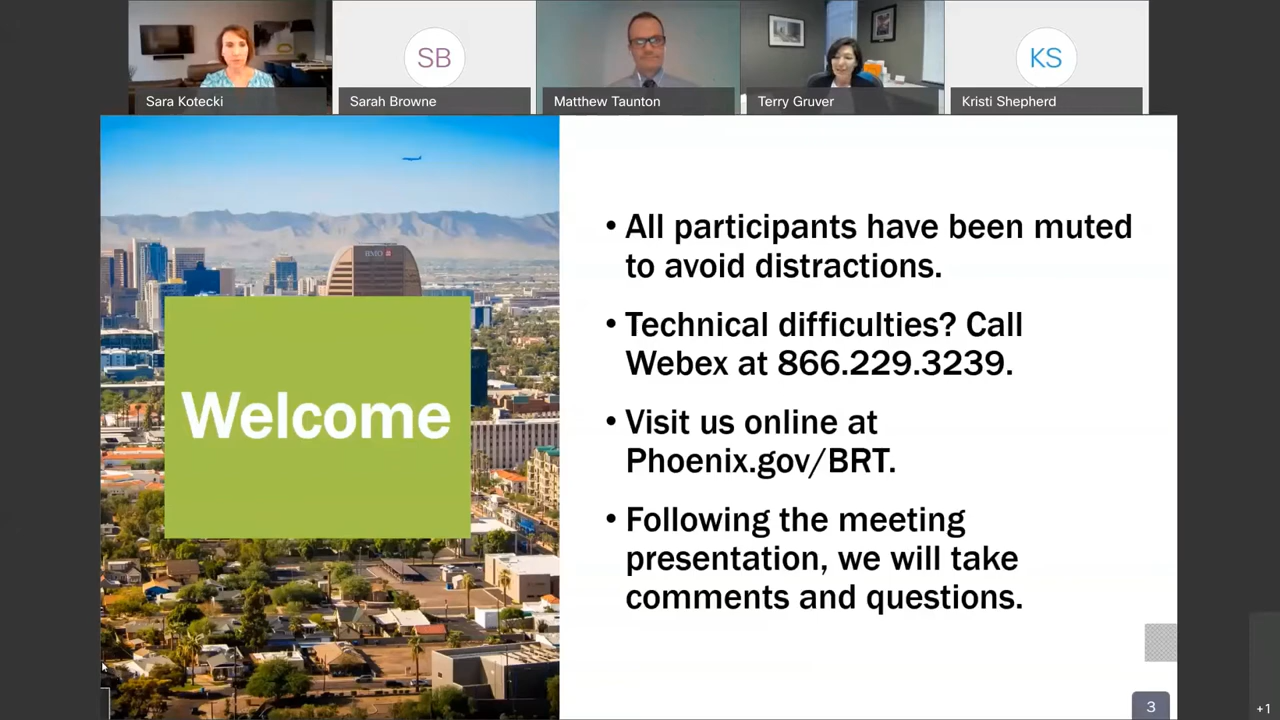 SB
KS
Sara Kotecki
Sarah Browne
Matthew Taunton
Terry Gruver
Kristi Shepherd
BMO
Welcome
• All participants have been muted
to avoid distractions.
• Technical difficulties? Call
Webex at 866.229.3239.
• Visit us online at
Phoenix.gov/BRT.
• Following the meeting
presentation, we will take
comments and questions.
3
+1